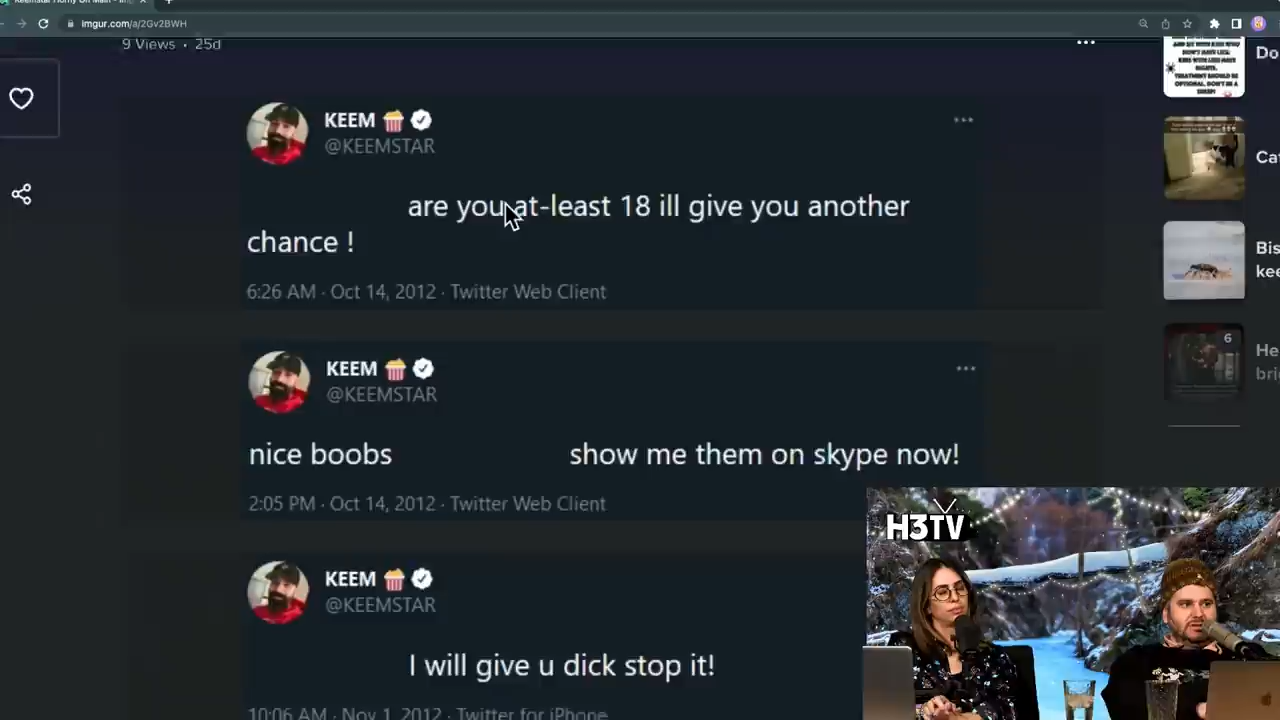 imgur.com/a/2Gv2BWH
9 Views · 25d
KEEM
@KEEMSTAR
are you at-least 18 ill give you another
chance !
6:26 AM · Oct 14, 2012 · Twitter Web Client
KEEM
@KEEMSTAR
nice boobs show me them on skype now!
2:05 PM · Oct 14, 2012 · Twitter Web Client
KEEM
@KEEMSTAR
I will give u dick stop it!
10:06 AM · Nov 1, 2012 · Twitter for iPhone
Do
Ca
Bis
kee
6
He
bri
H3TV